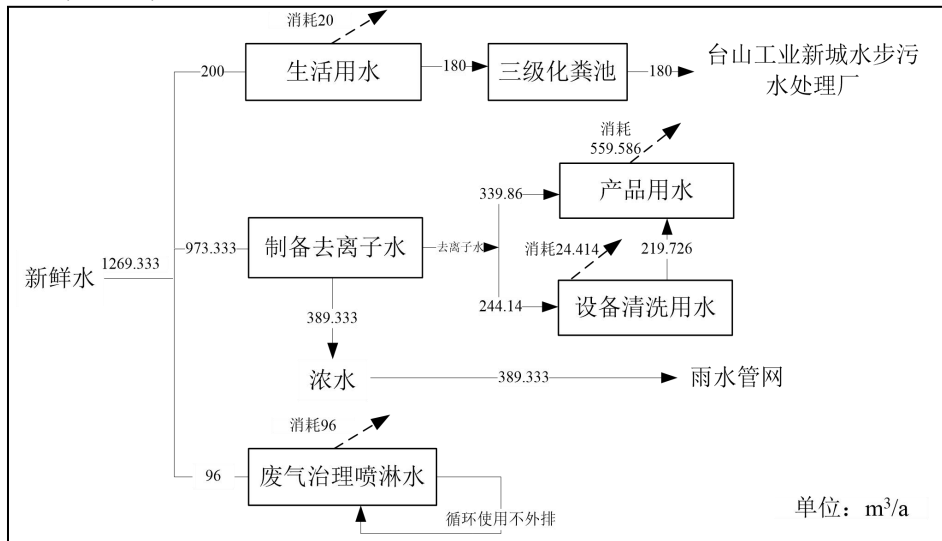 消耗20
200
生活用水
180
三级化粪池
180
台山工业新城水步污
水处理厂
消耗
559.586
339.86
产品用水
973.333
制备去离子水
去离子水
消耗24.414
219.726
新鲜水
1269.333
244.14
设备清洗用水
389.333
浓水
389.333
雨水管网
消耗96
96
废气治理喷淋水
循环使用不外排
单位：m³/a